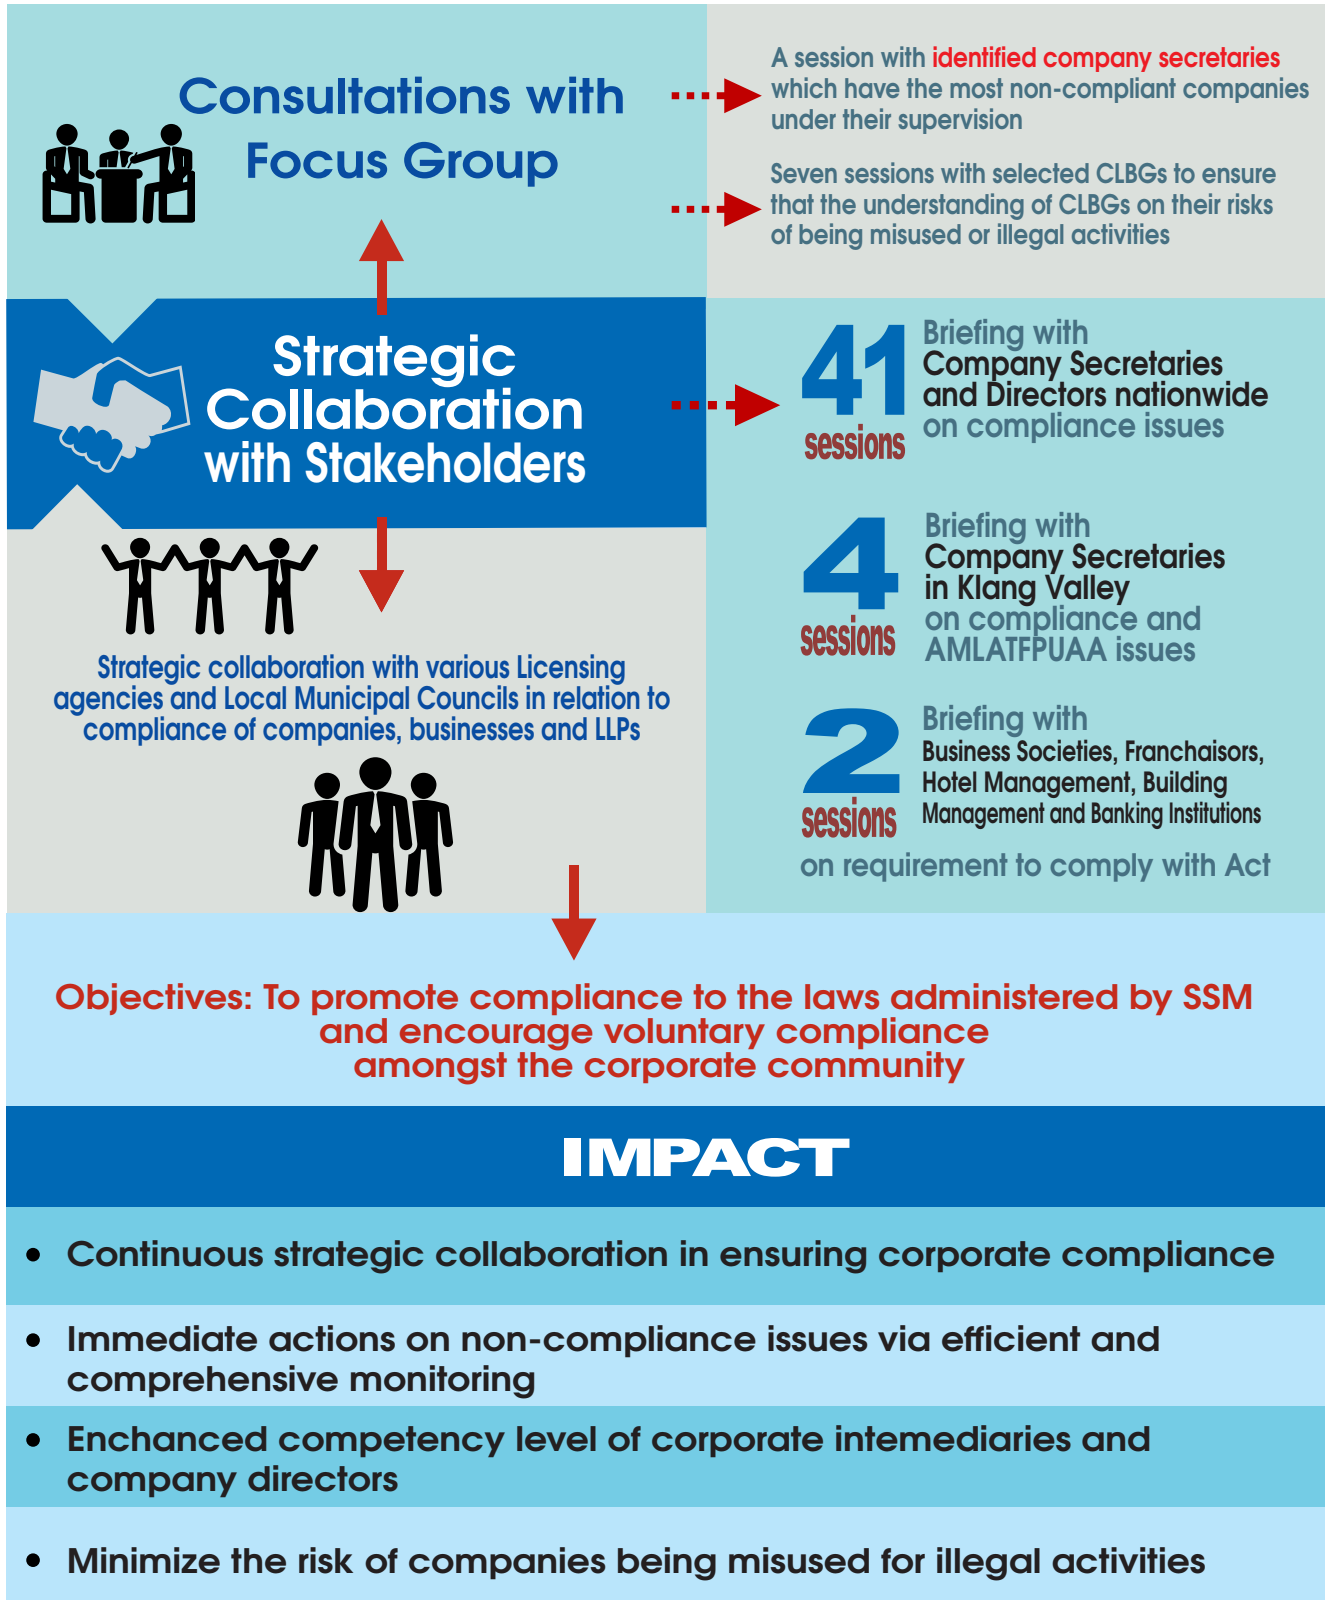 Consultations with
Focus Group
A session with identified company secretaries
which have the most non-compliant companies
under their supervision
Seven sessions with selected CLBGs to ensure
that the understanding of CLBGs on their risks
of being misused or illegal activities
Strategic
Collaboration
with Stakeholders
41
sessions
Briefing with
Company Secretaries
and Directors nationwide
on compliance issues
4
sessions
Briefing with
Company Secretaries
in Klang Valley
on compliance and
AMLATFPUAA issues
2
sessions
Briefing with
Business Societies, Franchaisors,
Hotel Management, Building
Management and Banking Institutions
on requirement to comply with Act
Strategic collaboration with various Licensing
agencies and Local Municipal Councils in relation to
compliance of companies, businesses and LLPs
Objectives: To promote compliance to the laws administered by SSM
and encourage voluntary compliance
amongst the corporate community
IMPACT
• Continuous strategic collaboration in ensuring corporate compliance
• Immediate actions on non-compliance issues via efficient and
comprehensive monitoring
• Enchanced competency level of corporate intemediaries and
company directors
• Minimize the risk of companies being misused for illegal activities